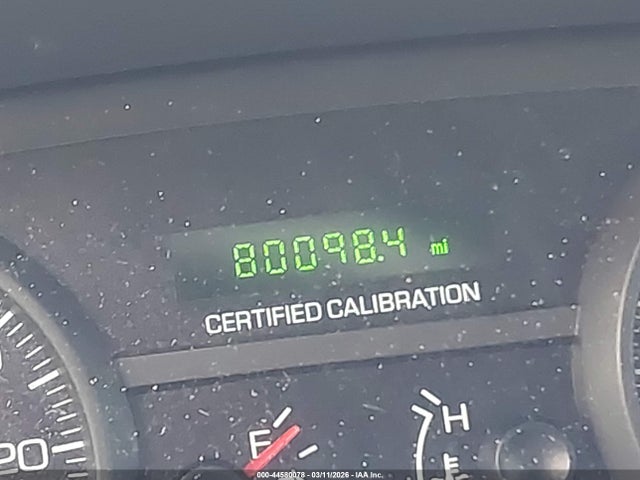 80098.4 mi
CERTIFIED CALIBRATION
E
H
20
000-44580078 - 03/11/2026 - IAA Inc.